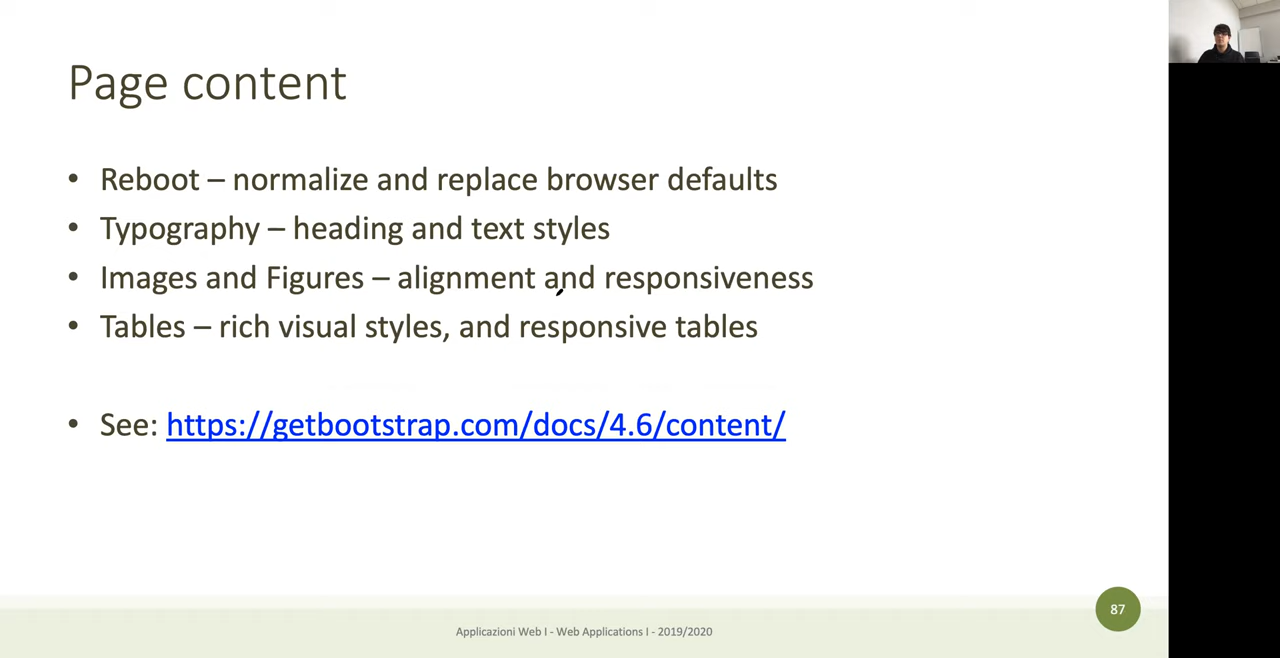 Page content
• Reboot – normalize and replace browser defaults
• Typography – heading and text styles
• Images and Figures – alignment and responsiveness
• Tables – rich visual styles, and responsive tables
• See: https://getbootstrap.com/docs/4.6/content/
87
Applicazioni Web I - Web Applications I - 2019/2020